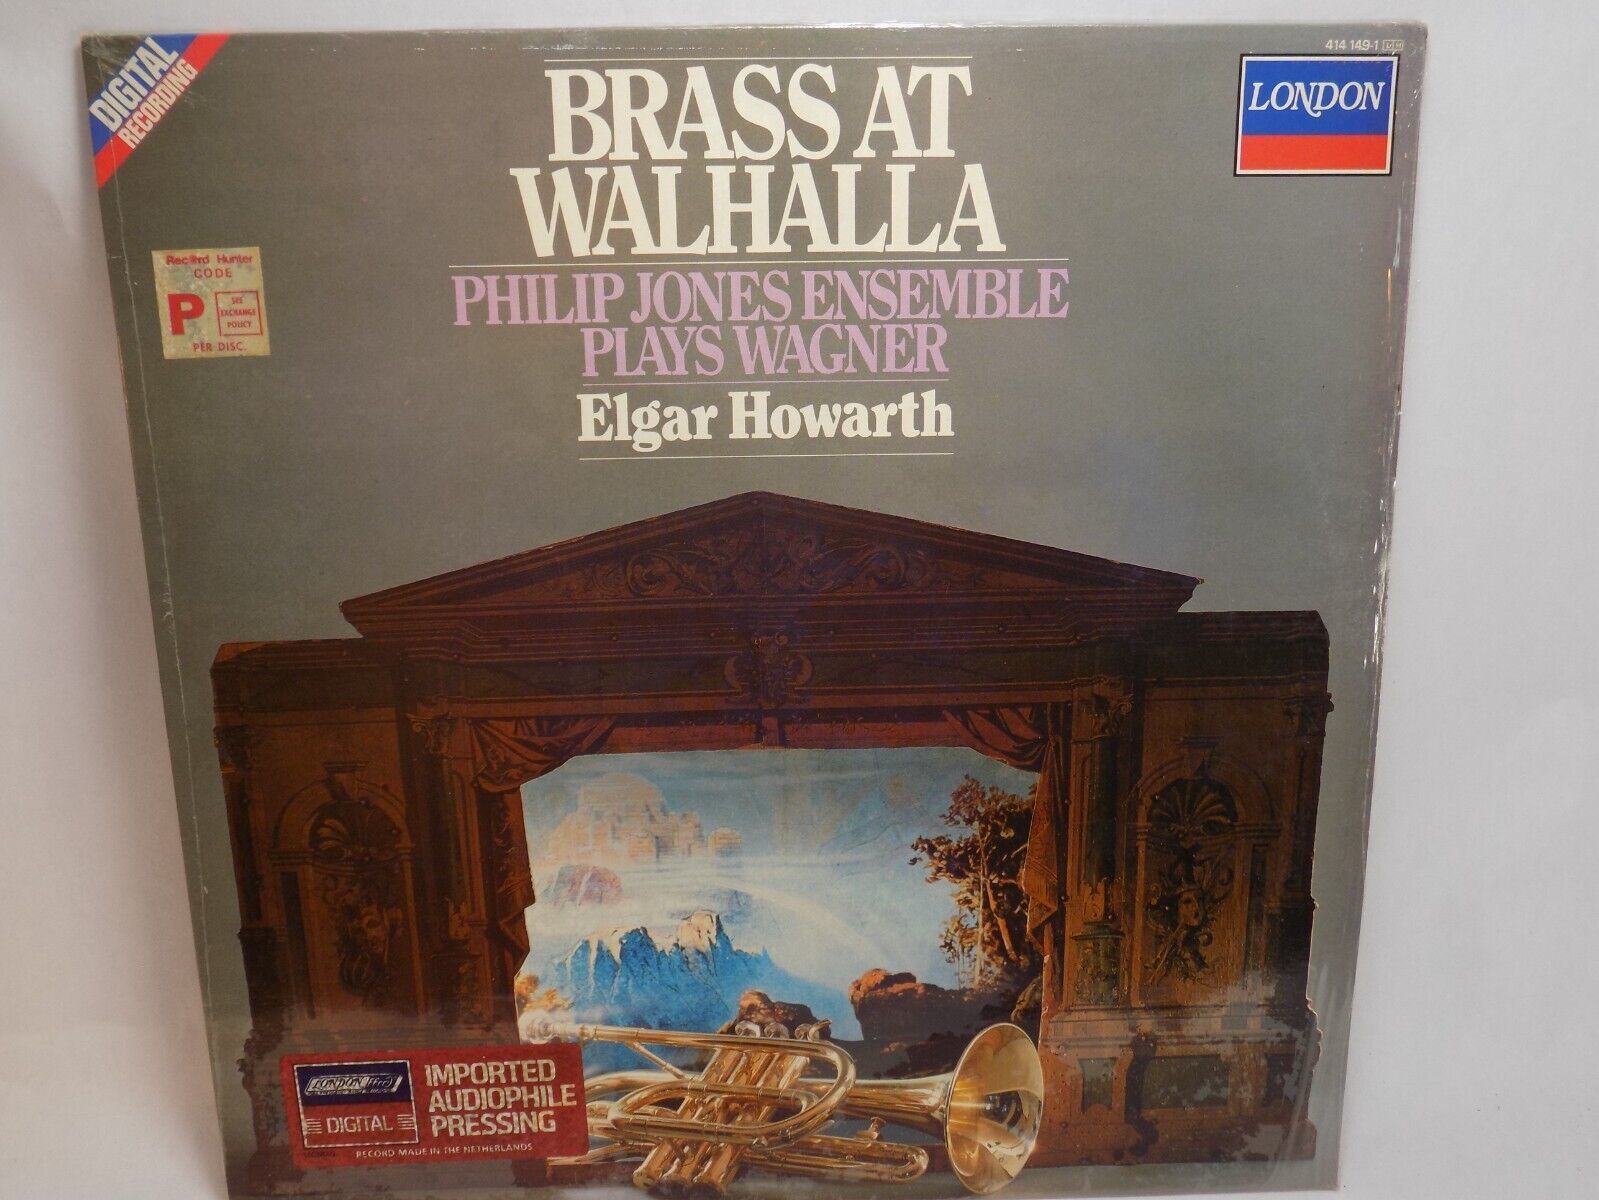 DIGITAL
RECORDING
414 149-1
LONDON
BRASS AT
WALHALLA
PHILIP JONES ENSEMBLE
PLAYS WAGNER
Elgar Howarth
Record Hunter
CODE
P
SEE
EXCHANGE
POLICY
PER DISC.
LONDON ffrr
DIGITAL
IMPORTED
AUDIOPHILE
PRESSING
RECORD MADE IN THE NETHERLANDS